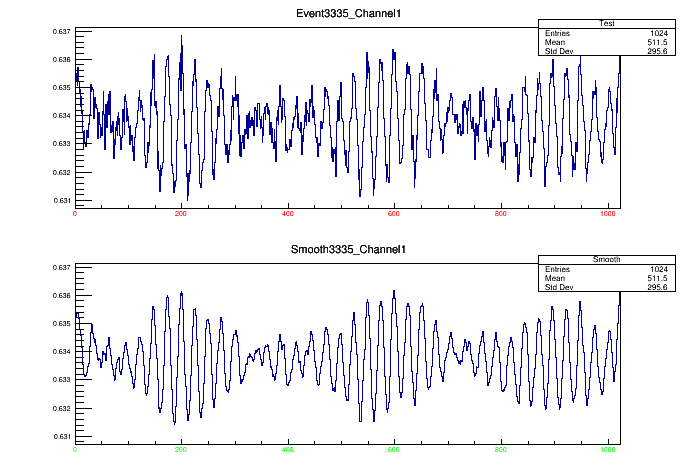 Event3335_Channel1
Test
Entries 1024
Mean 511.5
Std Dev 295.6
0.637
0.636
0.635
0.634
0.633
0.632
0.631
0 200 400 600 800 1000
Smooth3335_Channel1
Smooth
Entries 1024
Mean 511.5
Std Dev 295.6
0.637
0.636
0.635
0.634
0.633
0.632
0.631
0 200 400 600 800 1000